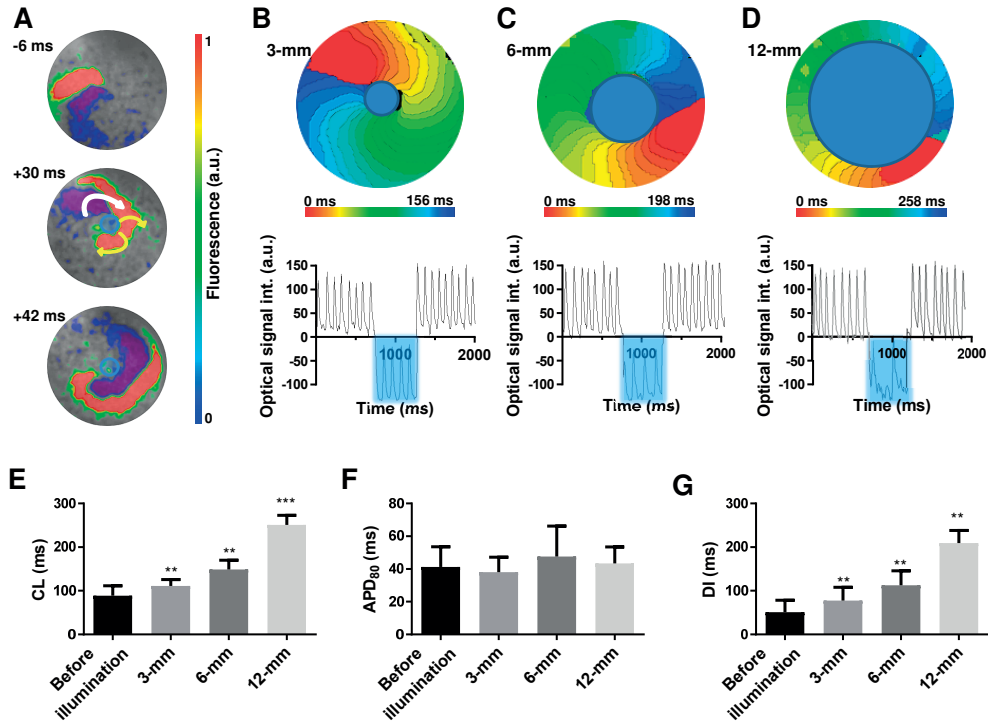 A
-6 ms
+30 ms
+42 ms
1
Fluorescence (a.u.)
0
B
3-mm
0 ms 156 ms
Optical signal int. (a.u.)
150
100
50
0
-50
-100
1000
2000
Time (ms)
C
6-mm
0 ms 198 ms
Optical signal int. (a.u.)
150
100
50
0
-50
-100
1000
2000
Time (ms)
D
12-mm
0 ms 258 ms
Optical signal int. (a.u.)
150
100
50
0
-50
-100
1000
2000
Time (ms)
E
CL (ms)
300
200
100
0
**
**
***
Before illumination
3-mm
6-mm
12-mm
F
APD80 (ms)
80
60
40
20
0
Before illumination
3-mm
6-mm
12-mm
G
DI (ms)
300
200
100
0
**
**
**
Before illumination
3-mm
6-mm
12-mm